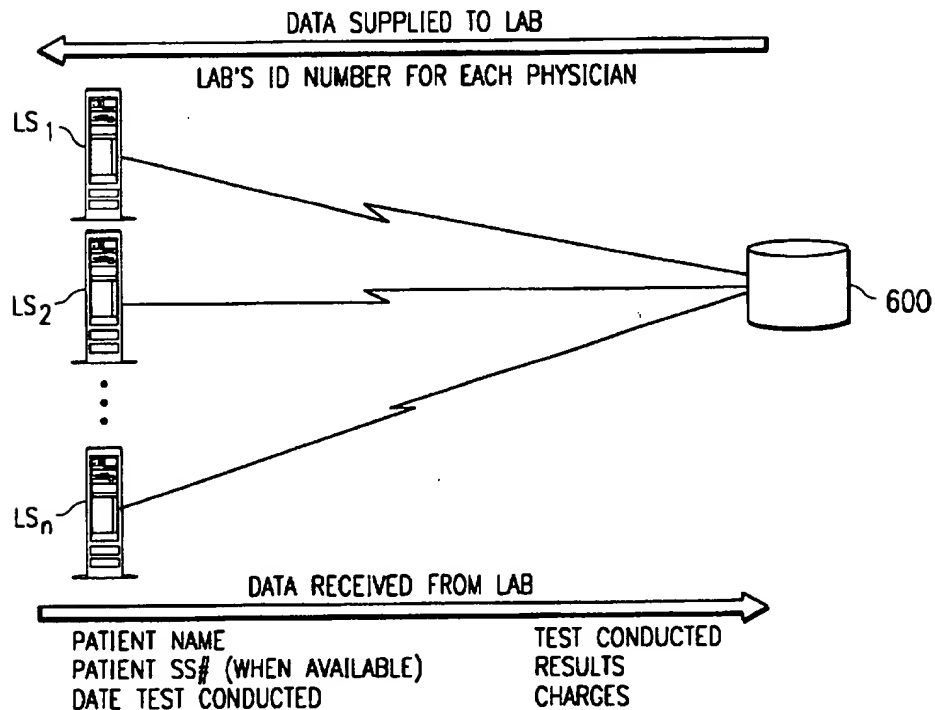 DATA SUPPLIED TO LAB
LAB'S ID NUMBER FOR EACH PHYSICIAN
LS1
LS2
600
LSn
DATA RECEIVED FROM LAB
PATIENT NAME
PATIENT SS# (WHEN AVAILABLE)
DATE TEST CONDUCTED
TEST CONDUCTED
RESULTS
CHARGES